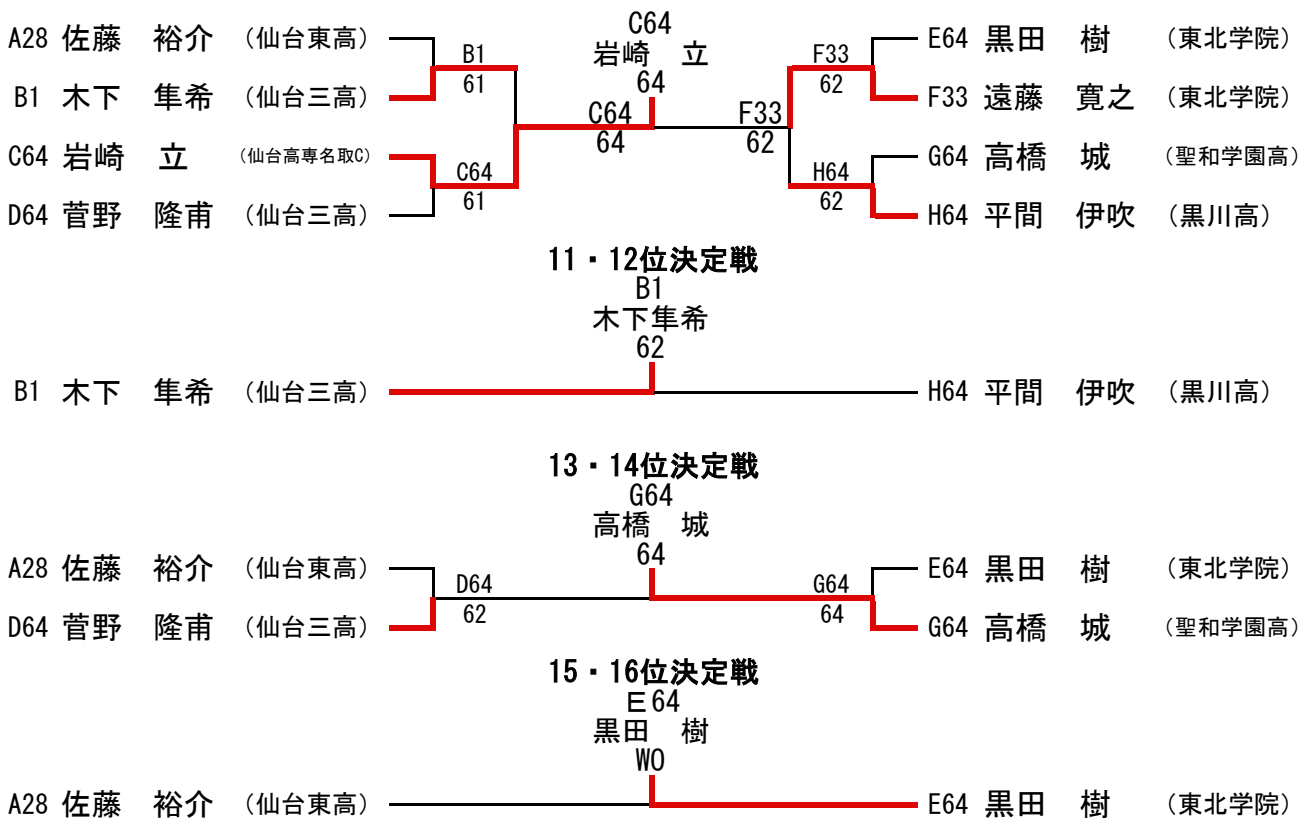 C64
A28 佐藤 裕介 (仙台東高) E64 黒田 樹 (東北学院)
B1 岩崎 立 F33
61 64 62
B1 木下 隼希 (仙台三高) F33 遠藤 寛之 (東北学院)
C64 F33
64 62
C64 岩崎 立 (仙台高専名取C) G64 高橋 城 (聖和学園高)
C64 H64
61 62
D64 菅野 隆甫 (仙台三高) H64 平間 伊吹 (黒川高)
11・12位決定戦
B1
木下隼希
62
B1 木下 隼希 (仙台三高) H64 平間 伊吹 (黒川高)
13・14位決定戦
G64
高橋 城
64
A28 佐藤 裕介 (仙台東高) E64 黒田 樹 (東北学院)
D64 G64
62 64
D64 菅野 隆甫 (仙台三高) G64 高橋 城 (聖和学園高)
15・16位決定戦
E64
黒田 樹
WO
A28 佐藤 裕介 (仙台東高) E64 黒田 樹 (東北学院)